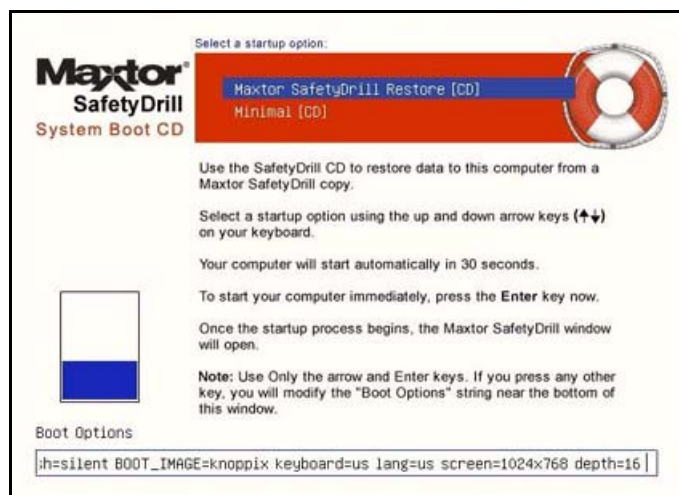 Select a startup option:
Maxtor®
SafetyDrill
System Boot CD
Maxtor SafetyDrill Restore [CD]
Minimal [CD]
Use the SafetyDrill CD to restore data to this computer from a
Maxtor SafetyDrill copy.
Select a startup option using the up and down arrow keys (↑↓)
on your keyboard.
Your computer will start automatically in 30 seconds.
To start your computer immediately, press the Enter key now.
Once the startup process begins, the Maxtor SafetyDrill window
will open.
Note: Use Only the arrow and Enter keys. If you press any other
key, you will modify the "Boot Options" string near the bottom of
this window.
Boot Options
h=silent BOOT_IMAGE=knoppix keyboard=us lang=us screen=1024x768 depth=16